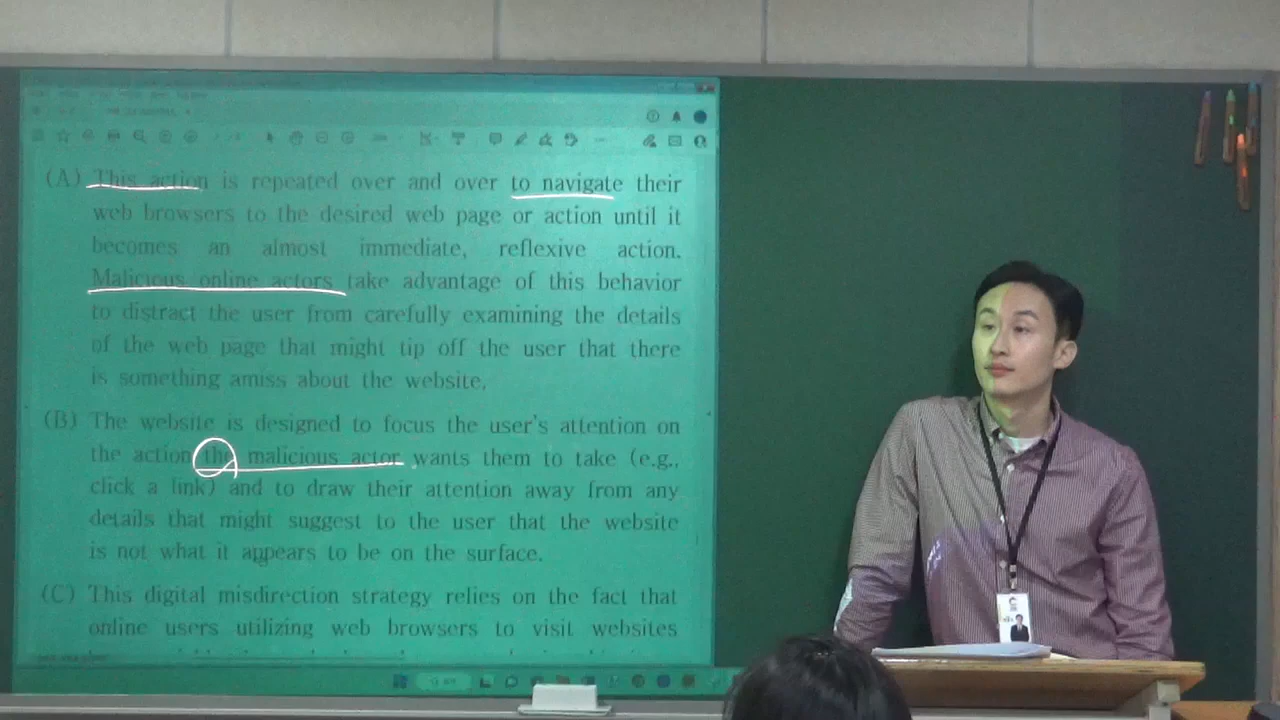 (A) This action is repeated over and over to navigate their
web browsers to the desired web page or action until it
becomes an almost immediate, reflexive action.
Malicious online actors take advantage of this behavior
to distract the user from carefully examining the details
of the web page that might tip off the user that there
is something amiss about the website.
(B) The website is designed to focus the user's attention on
the action the malicious actor wants them to take (e.g.,
click a link) and to draw their attention away from any
details that might suggest to the user that the website
is not what it appears to be on the surface.
(C) This digital misdirection strategy relies on the fact that
online users utilizing web browsers to visit websites